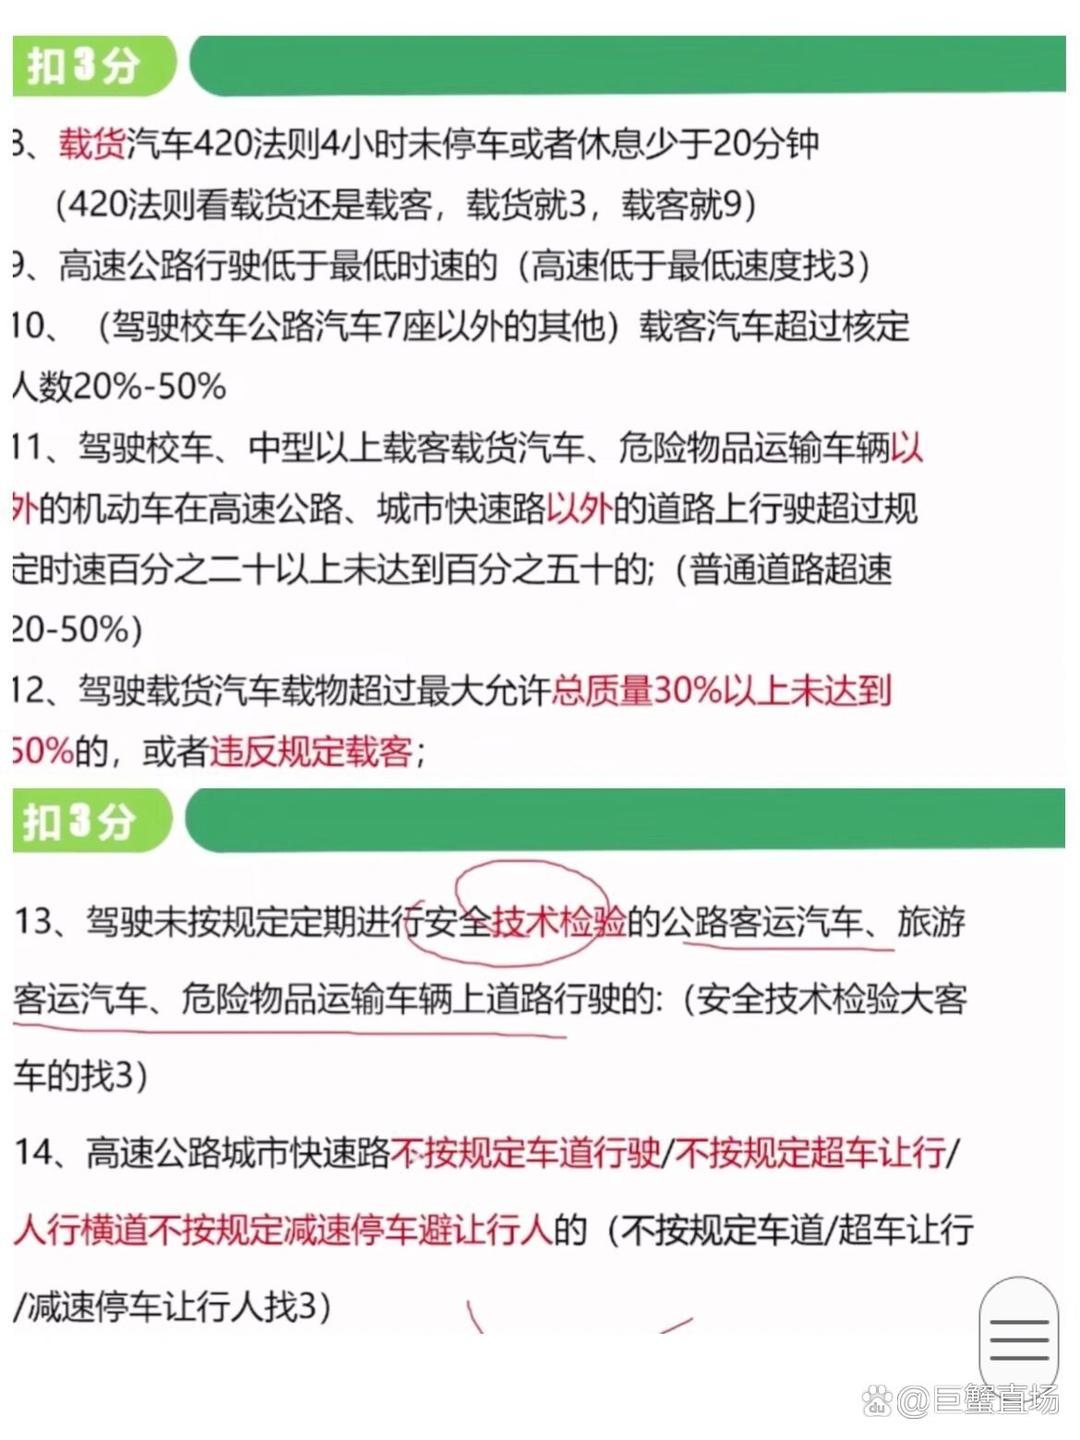 扣3分
8、载货汽车420法则4小时未停车或者休息少于20分钟
（420法则看载货还是载客，载货就3，载客就9）
9、高速公路行驶低于最低时速的（高速低于最低速度找3）
10、（驾驶校车公路汽车7座以外的其他）载客汽车超过核定
人数20%-50%
11、驾驶校车、中型以上载客载货汽车、危险物品运输车辆以
外的机动车在高速公路、城市快速路以外的道路上行驶超过规
定时速百分之二十以上未达到百分之五十的;（普通道路超速
20-50%）
12、驾驶载货汽车载物超过最大允许总质量30%以上未达到
50%的，或者违反规定载客；
扣3分
13、驾驶未按规定定期进行安全技术检验的公路客运汽车、旅游
客运汽车、危险物品运输车辆上道路行驶的:（安全技术检验大客
车的找3）
14、高速公路城市快速路不按规定车道行驶/不按规定超车让行/
人行横道不按规定减速停车避让行人的（不按规定车道/超车让行
/减速停车让行人找3）
du @巨蟹直场